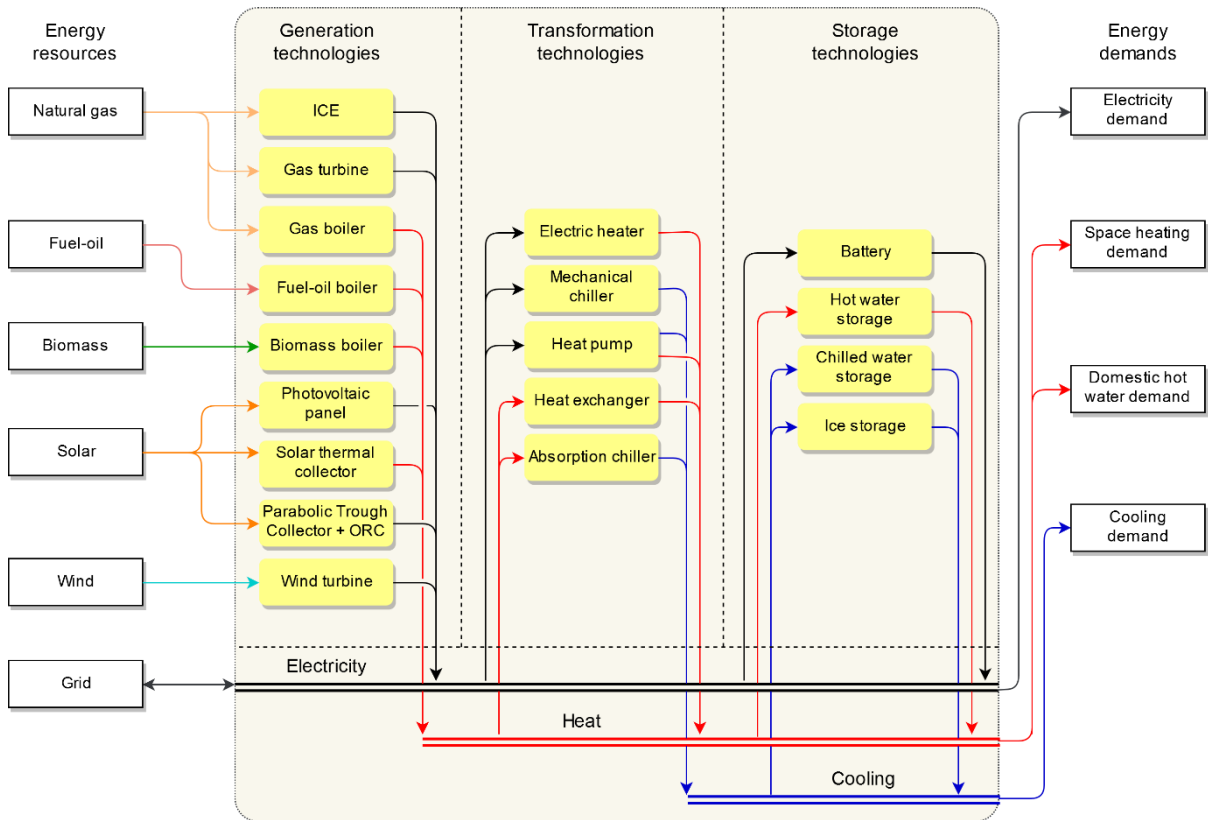 Energy
resources
Generation
technologies
Transformation
technologies
Storage
technologies
Energy
demands
Natural gas
Fuel-oil
Biomass
Solar
Wind
Grid
ICE
Gas turbine
Gas boiler
Fuel-oil boiler
Biomass boiler
Photovoltaic
panel
Solar thermal
collector
Parabolic Trough
Collector + ORC
Wind turbine
Electric heater
Mechanical
chiller
Heat pump
Heat exchanger
Absorption chiller
Battery
Hot water
storage
Chilled water
storage
Ice storage
Electricity
demand
Space heating
demand
Domestic hot
water demand
Cooling
demand
Electricity
Heat
Cooling